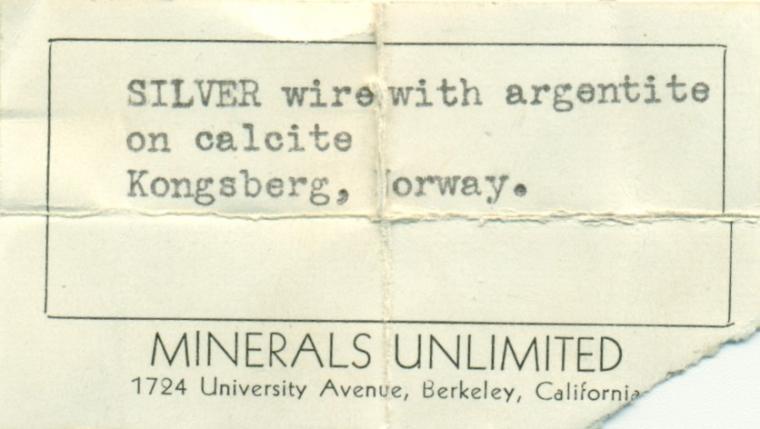 SILVER wire with argentite
on calcite
Kongsberg, Norway.
MINERALS UNLIMITED
1724 University Avenue, Berkeley, California